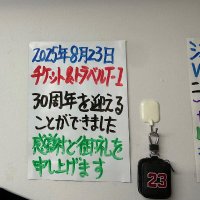 2025年8月23日
チケット&トラベルT-1
30周年を迎える
ことができました
感謝と御礼を
申し上げます
23